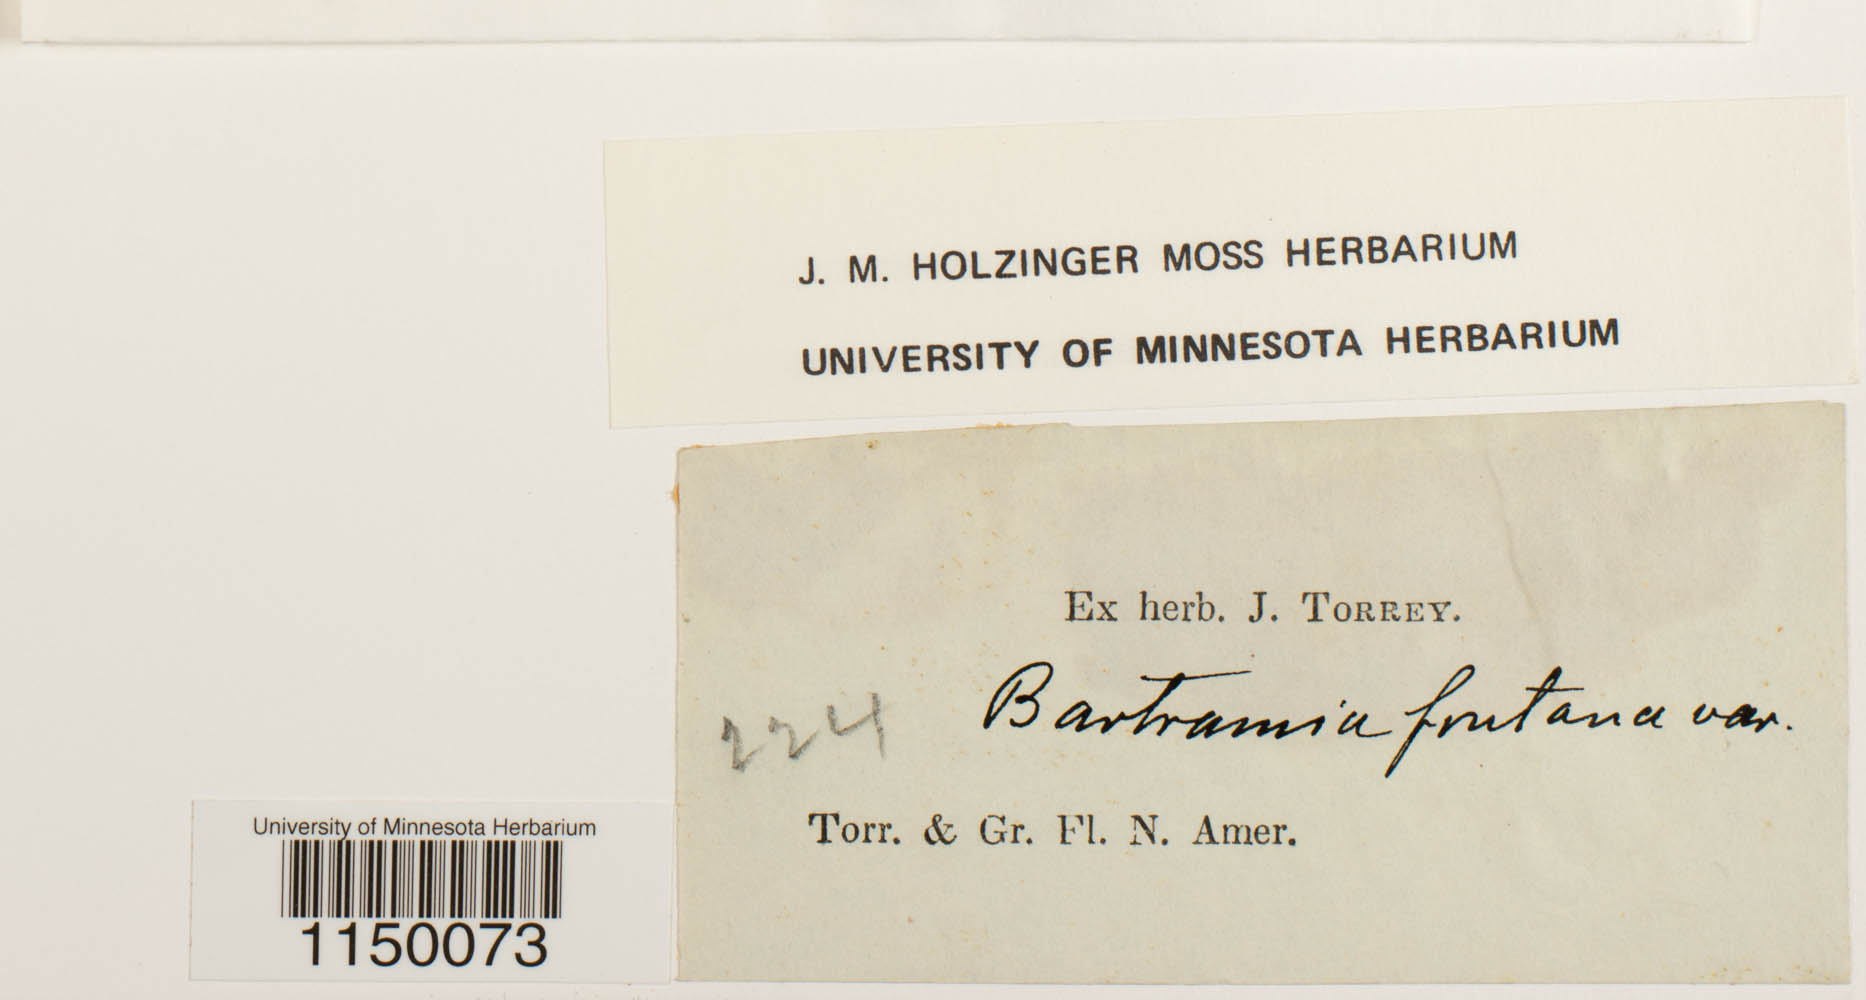 J. M. HOLZINGER MOSS HERBARIUM
UNIVERSITY OF MINNESOTA HERBARIUM
Ex herb. J. TORREY.
224 Bartramia fontana var.
Torr. & Gr. Fl. N. Amer.
University of Minnesota Herbarium
1150073